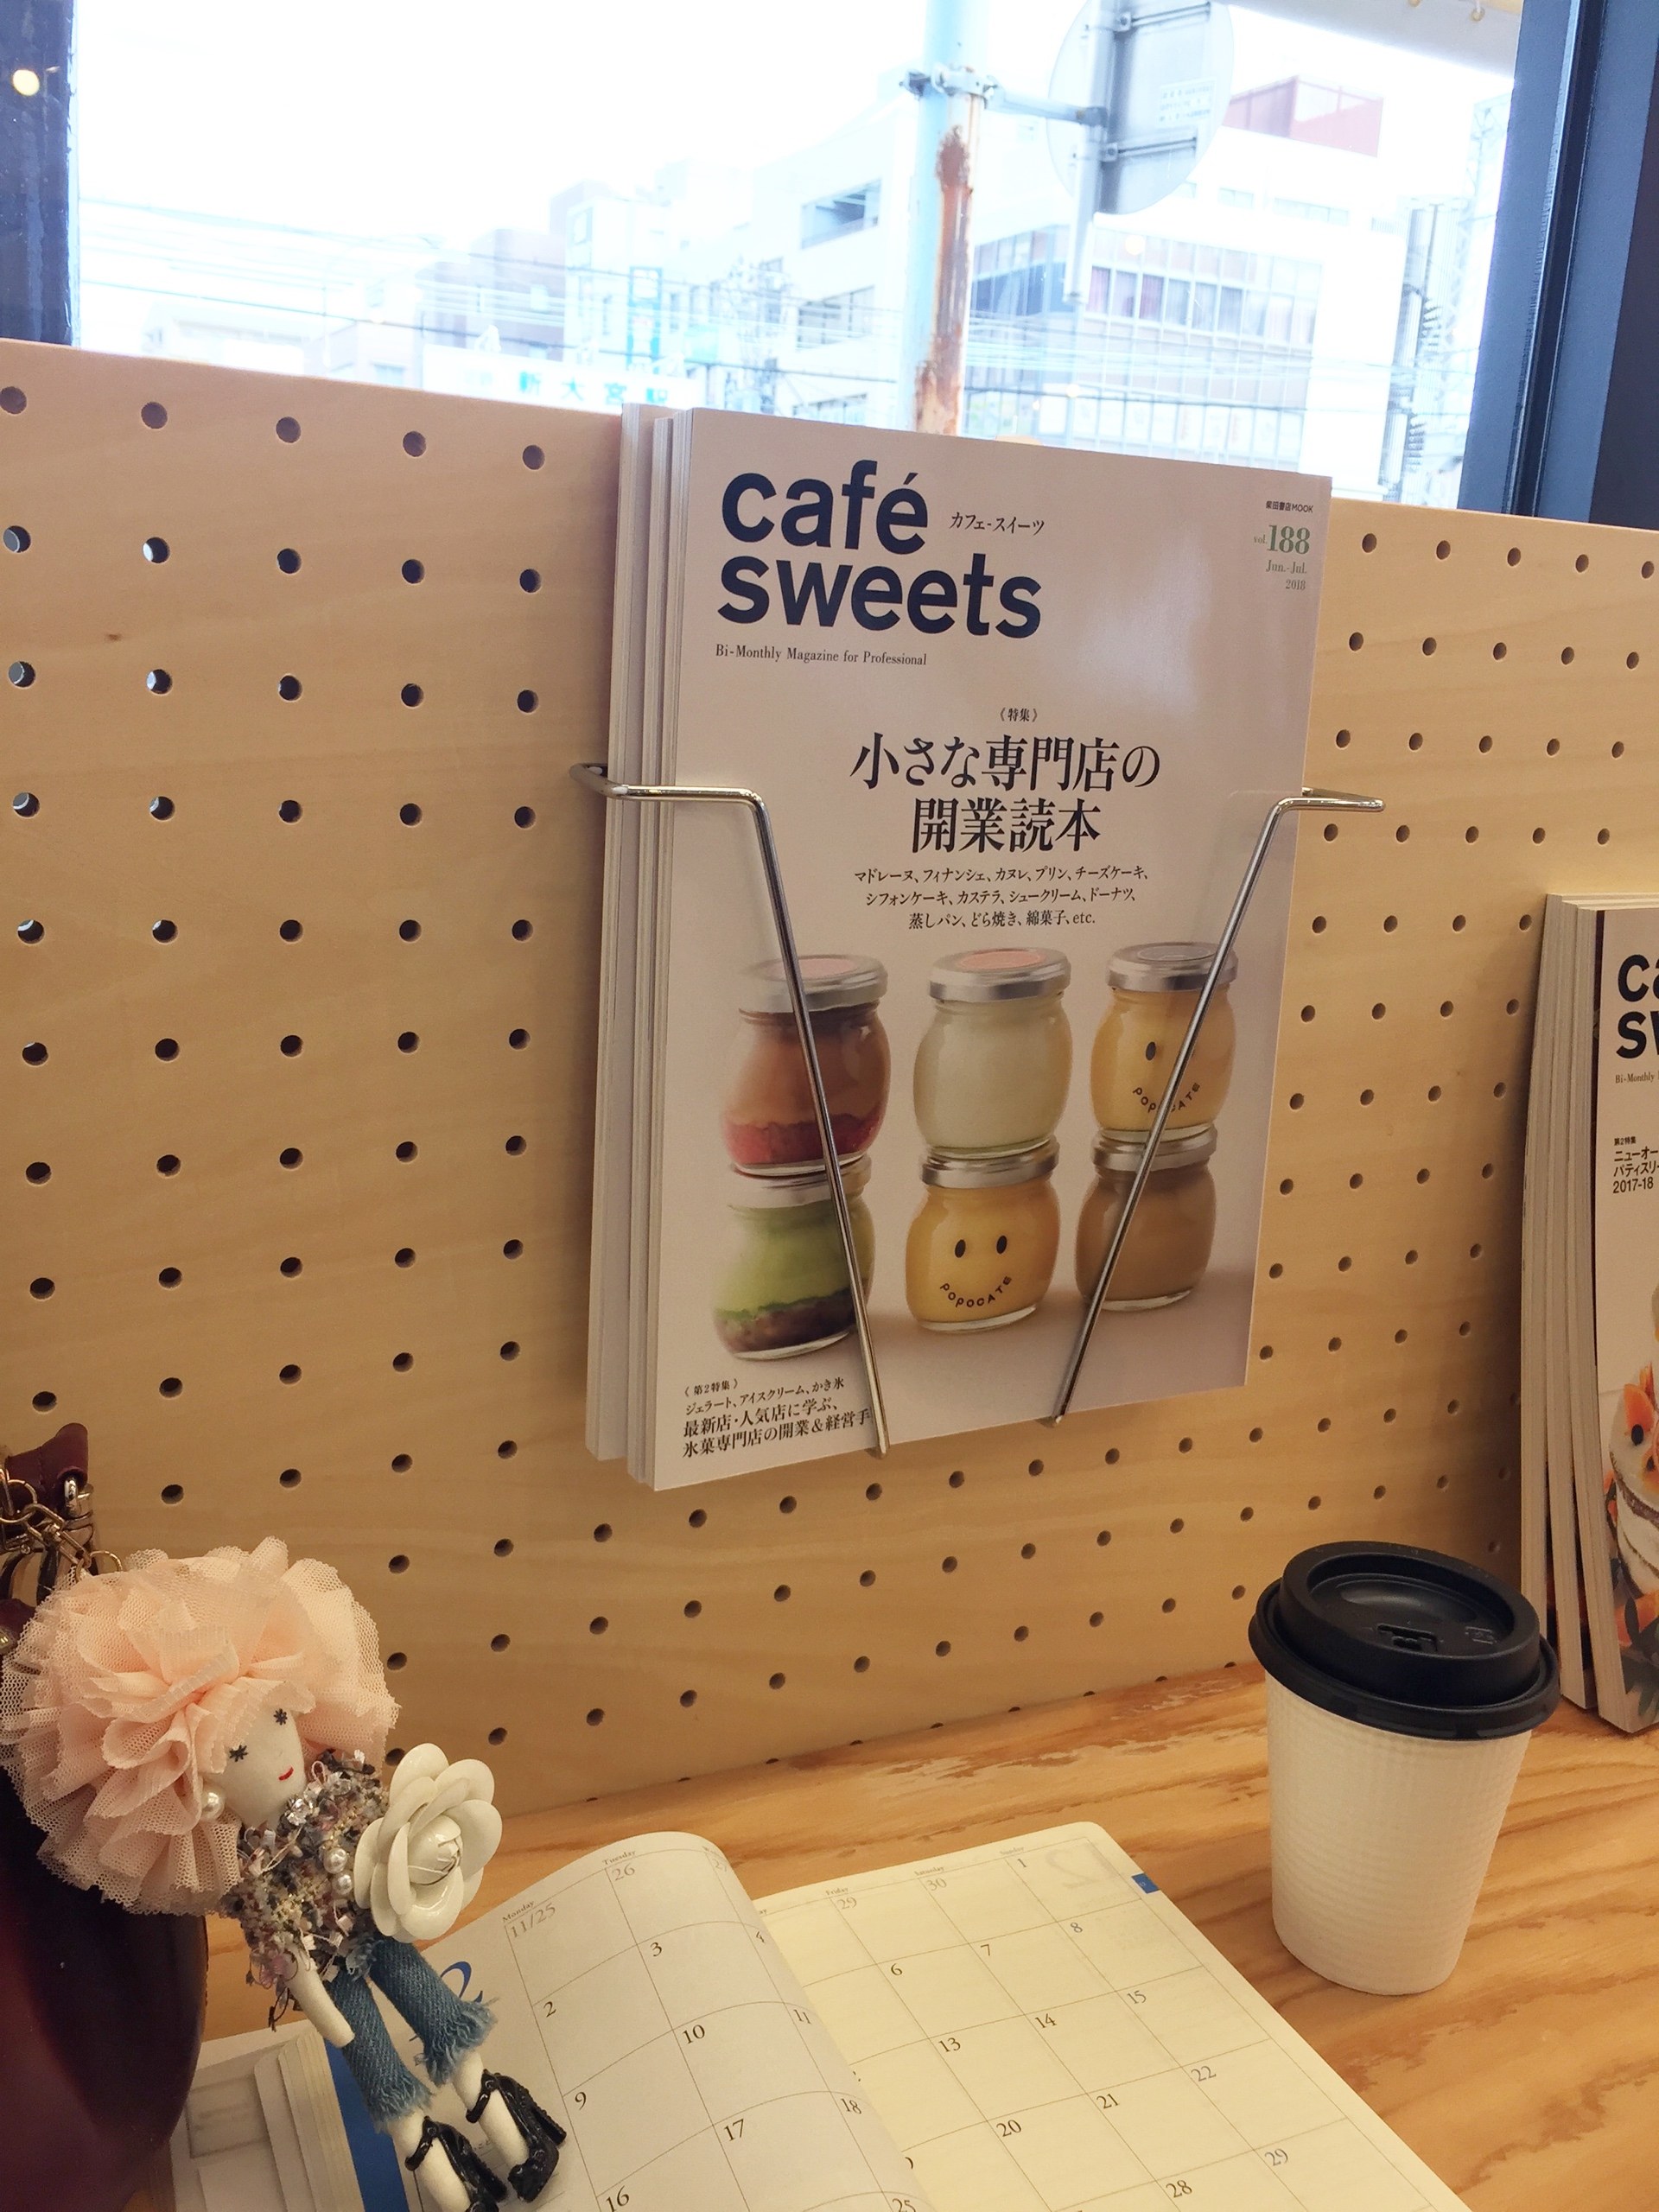 新大宮駅
café
sweets
カフェ-スイーツ
柴田書店MOOK
vol.188
Jun.-Jul.
2018
Bi-Monthly Magazine for Professional
《特集》
小さな専門店の
開業読本
マドレーヌ、フィナンシェ、カヌレ、プリン、チーズケーキ、
シフォンケーキ、カステラ、シュークリーム、ドーナツ、
蒸しパン、どら焼き、綿菓子、etc.
POPOCATE
POPOCATE
《第2特集》
ジェラート、アイスクリーム、かき氷
最新店・人気店に学ぶ、
氷菓専門店の開業&経営手
ca
sw
Bi-Monthly
第2特集
ニューオー
パティスリ
2017-18
Monday Tuesday Friday Saturday Sunday
11/25 26 29 30 1
2 3 4 6 7 8
9 10 11 13 14 15
16 17 18 20 21 22
25 28 29